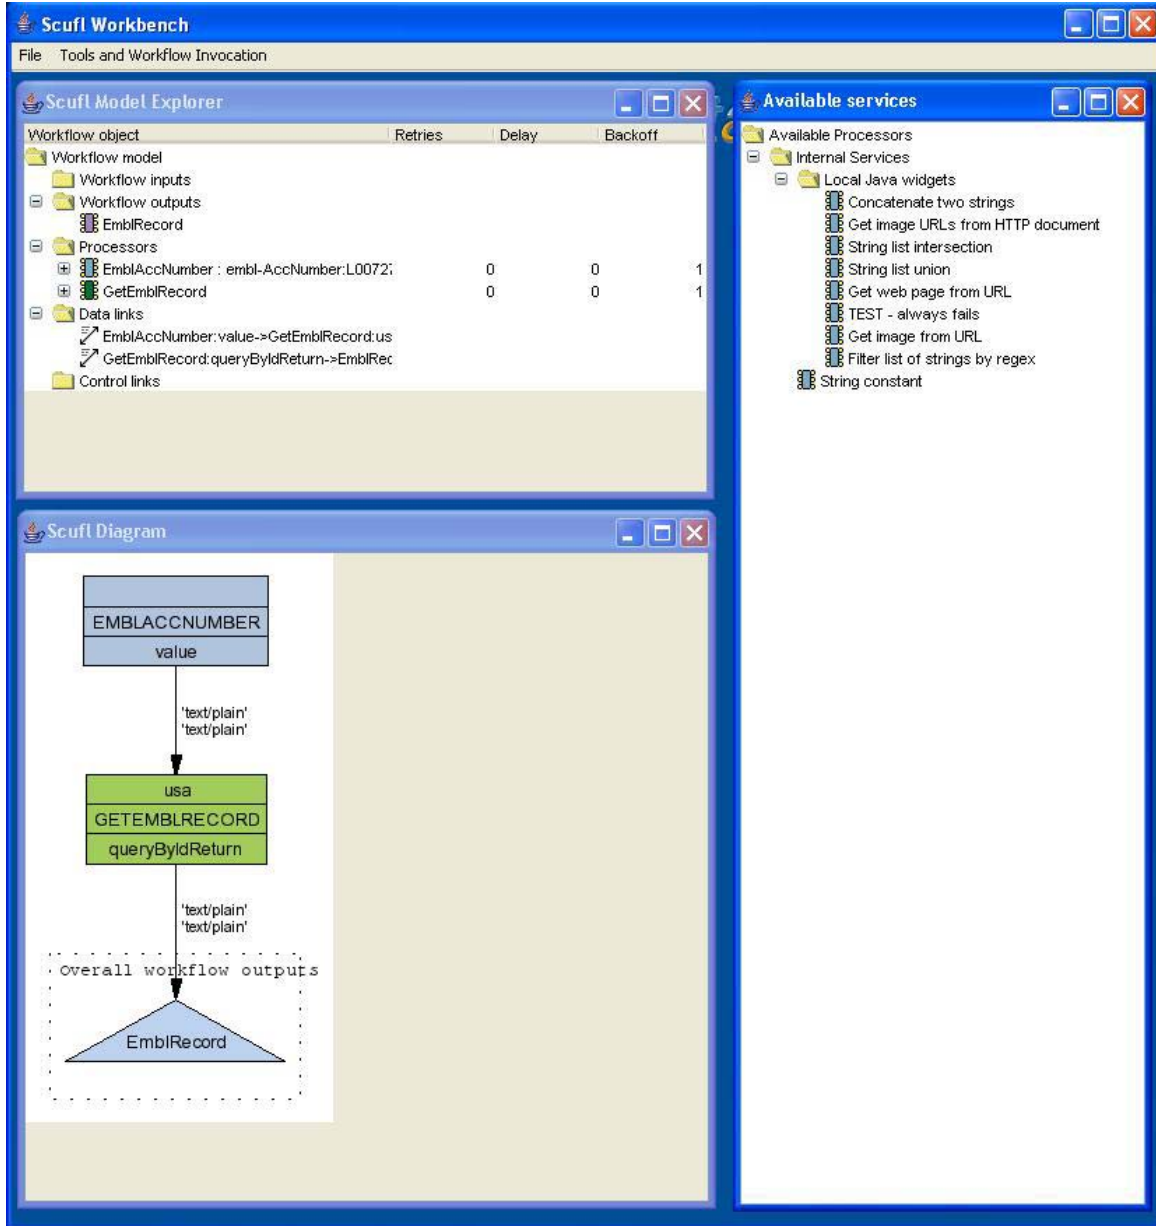 Scufl Workbench
File Tools and Workflow Invocation
Scufl Model Explorer
Workflow object Retries Delay Backoff
Workflow model
Workflow inputs
Workflow outputs
EmblRecord
Processors
EmblAccNumber : embl-AccNumber:L0072 0 0 1
GetEmblRecord 0 0 1
Data links
EmblAccNumber:value->GetEmblRecord:us
GetEmblRecord:queryByIdReturn->EmblRec
Control links
Available services
Available Processors
Internal Services
Local Java widgets
Concatenate two strings
Get image URLs from HTTP document
String list intersection
String list union
Get web page from URL
TEST - always fails
Get image from URL
Filter list of strings by regex
String constant
Scufl Diagram
EMBLACCNUMBER
value
'text/plain'
'text/plain'
usa
GETEMBLRECORD
queryByIdReturn
'text/plain'
'text/plain'
Overall workflow outputs
EmblRecord